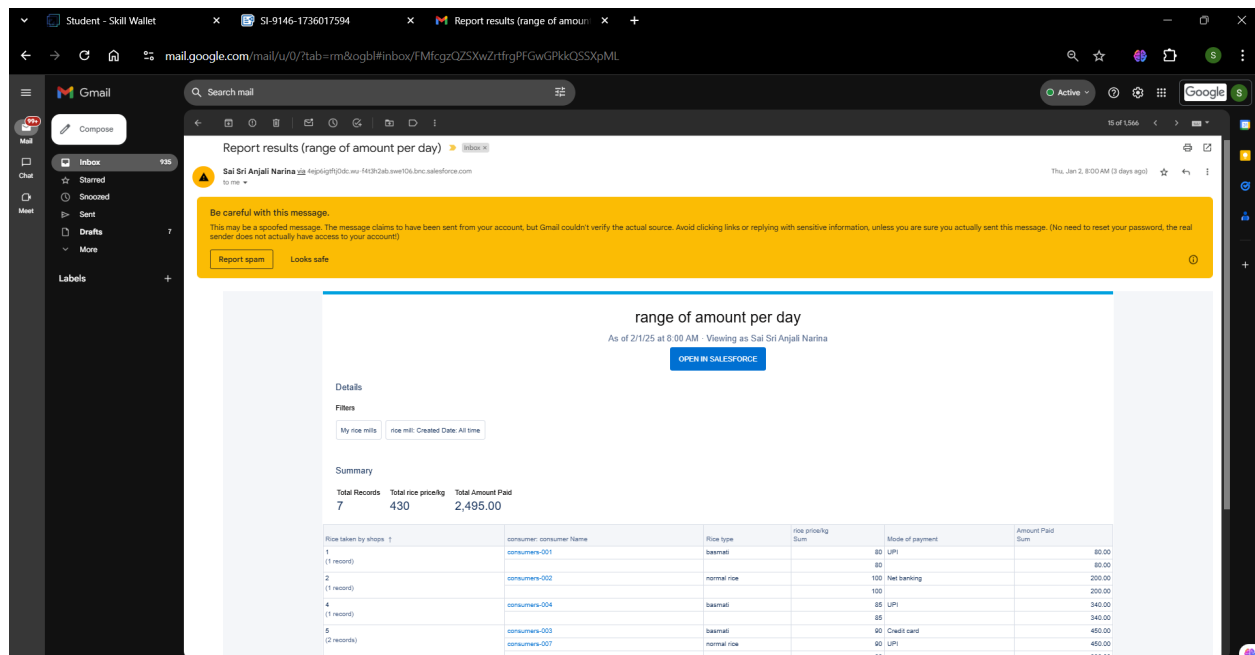 Student - Skill Wallet
SI-9146-1736017594
Report results (range of amoun
mail.google.com/mail/u/0/?tab=rm&ogbl#inbox/FMfcgzQZSXwZrtfrgPFGwGPkkQSSXpML
S
Gmail
Search mail
Active
Google
S
99+
Mail
Chat
Meet
Compose
Inbox 935
Starred
Snoozed
Sent
Drafts 7
More
Labels
15 of 1,566
Report results (range of amount per day) Inbox x
Sai Sri Anjali Narina via 4ejp6igtftj0dc.wu-f4t3h2ab.swe106.bnc.salesforce.com
to me
Thu, Jan 2, 8:00 AM (3 days ago)
Be careful with this message.
This may be a spoofed message. The message claims to have been sent from your account, but Gmail couldn't verify the actual source. Avoid clicking links or replying with sensitive information, unless you are sure you actually sent this message. (No need to reset your password, the real
sender does not actually have access to your account!)
Report spam Looks safe
range of amount per day
As of 2/1/25 at 8:00 AM · Viewing as Sai Sri Anjali Narina
OPEN IN SALESFORCE
Details
Filters
My rice mills rice mill: Created Date: All time
Summary
Total Records Total rice price/kg Total Amount Paid
7 430 2,495.00
Rice taken by shops ↑ consumer: consumer Name Rice type rice price/kg Sum Mode of payment Amount Paid Sum
1 consumers-001 basmati 80 UPI 80.00
(1 record) 80 80.00
2 consumers-002 normal rice 100 Net banking 200.00
(1 record) 100 200.00
4 consumers-004 basmati 85 UPI 340.00
(1 record) 85 340.00
5 consumers-003 basmati 90 Credit card 450.00
(2 records) consumers-007 normal rice 90 UPI 450.00